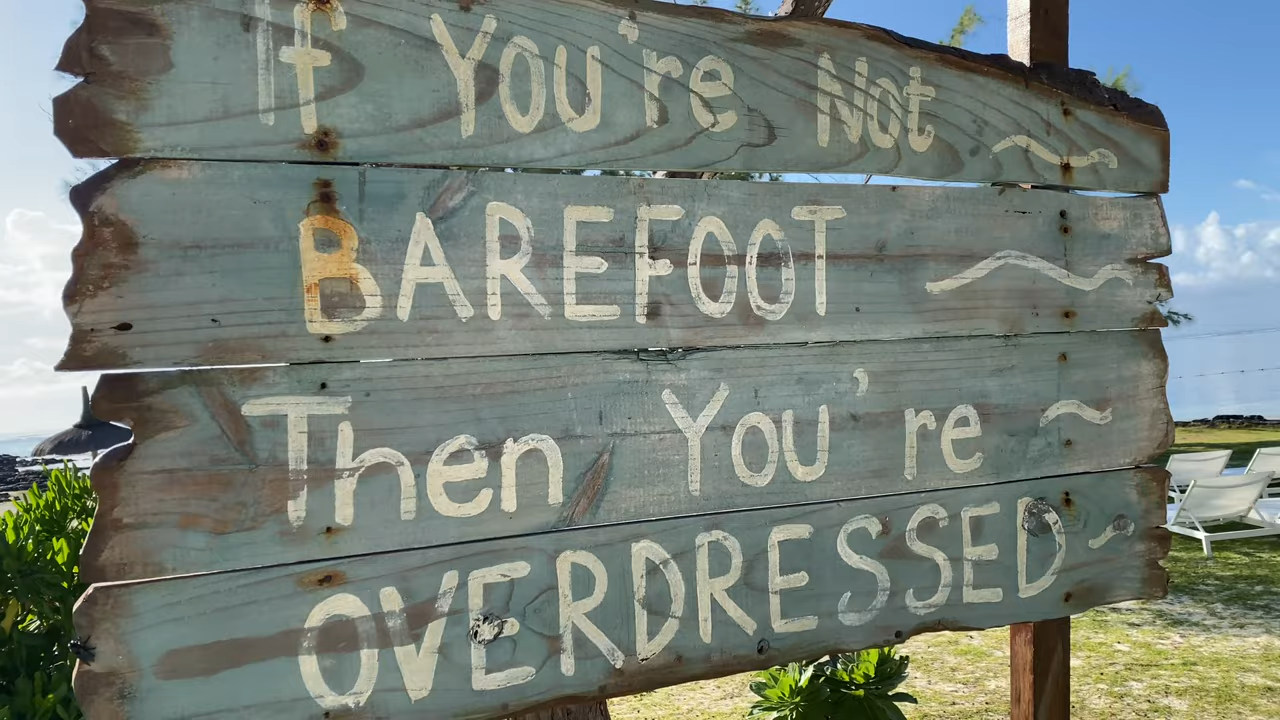 If You're Not ~
BAREFOOT ~
Then You're ~
OVERDRESSED ~